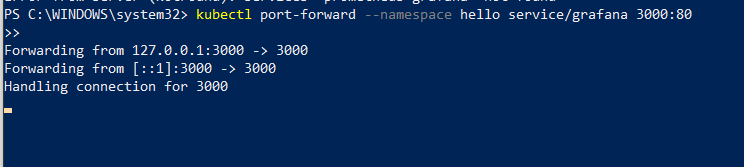 PS C:\WINDOWS\system32> kubectl port-forward --namespace hello service/grafana 3000:80
>>
Forwarding from 127.0.0.1:3000 -> 3000
Forwarding from [::1]:3000 -> 3000
Handling connection for 3000